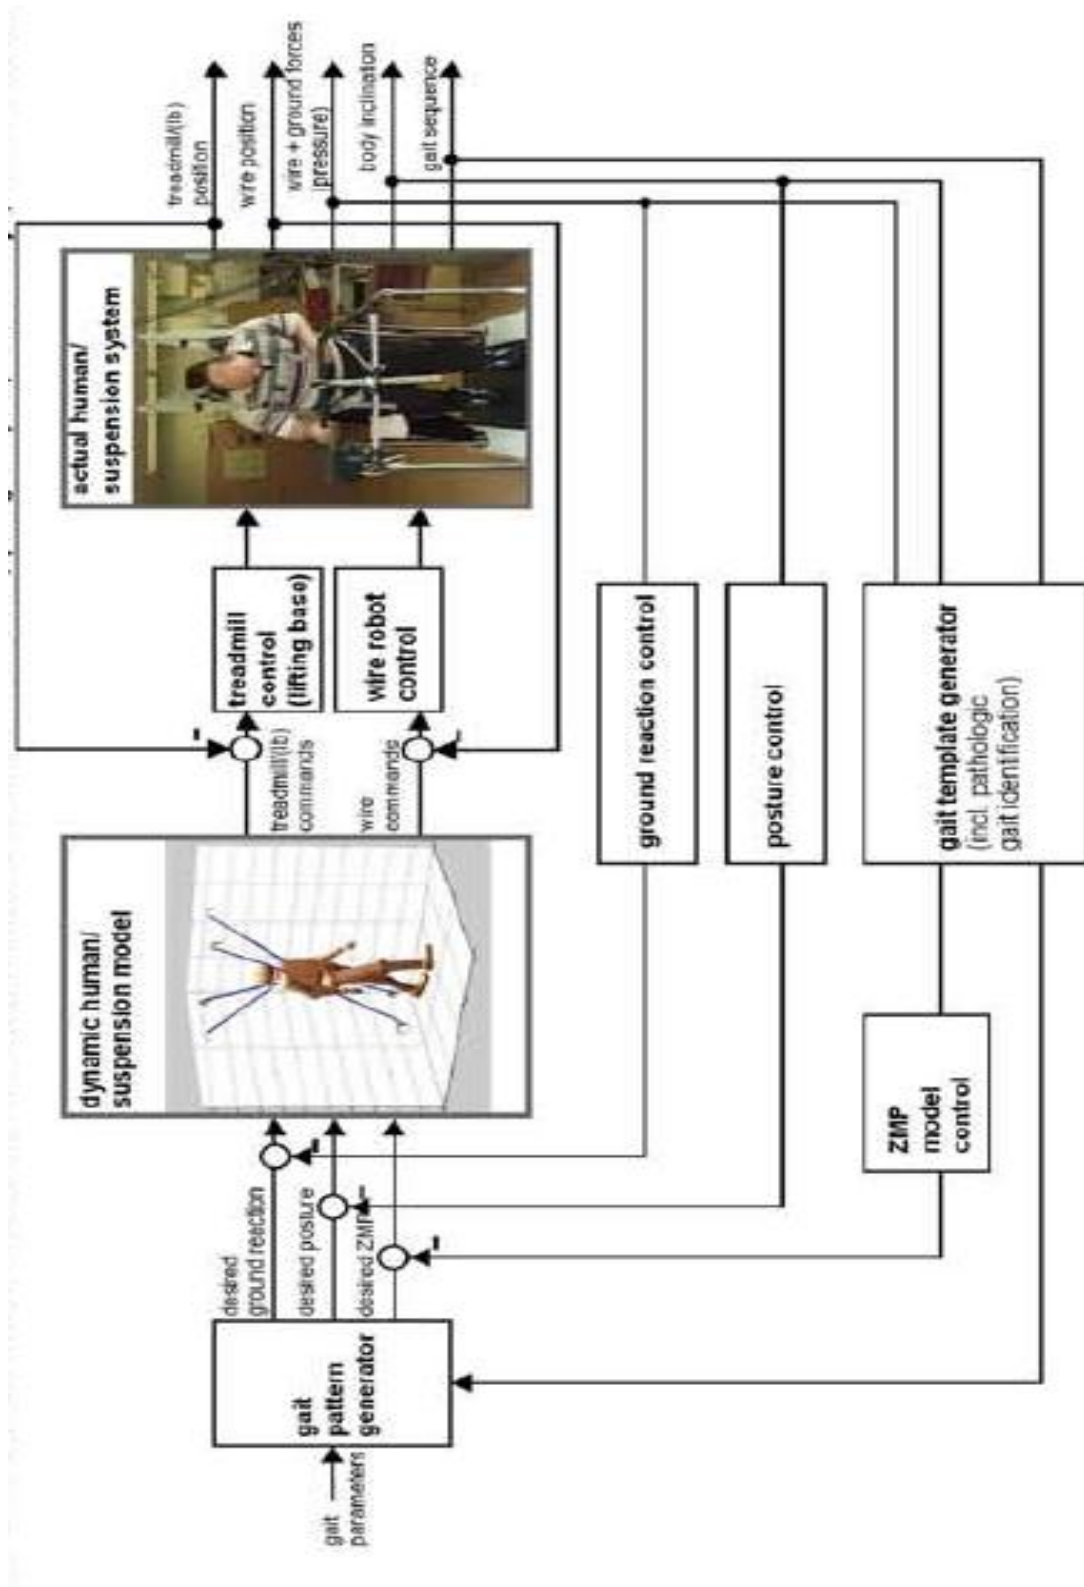 gait
parameters
gait
pattern
generator
desired
ground reaction
desired posture
desired ZMP
dynamic human/
suspension model
treadmill/(lb)
commands
wire
commands
treadmill
control
(lifting base)
wire robot
control
actual human/
suspension system
treadmill/(lb)
position
wire position
wire + ground forces
(pressure)
body inclination
gait sequence
ground reaction control
posture control
ZMP
model
control
gait template generator
(incl. pathologic
gait identification)